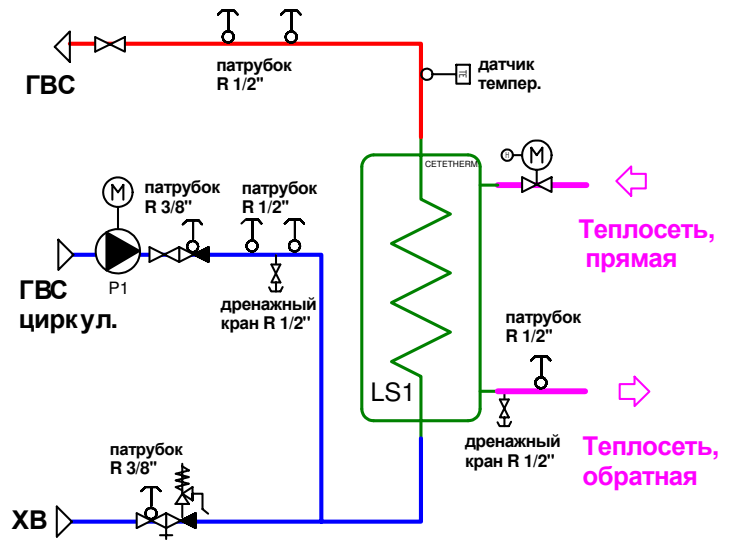 ГВС
патрубок
R 1/2"
датчик
темпер.
TE
CETETHERM
M
Теплосеть,
прямая
M
патрубок
R 3/8"
патрубок
R 1/2"
P1
ГВС
циркул.
дренажный
кран R 1/2"
LS1
патрубок
R 1/2"
дренажный
кран R 1/2"
Теплосеть,
обратная
патрубок
R 3/8"
ХВ